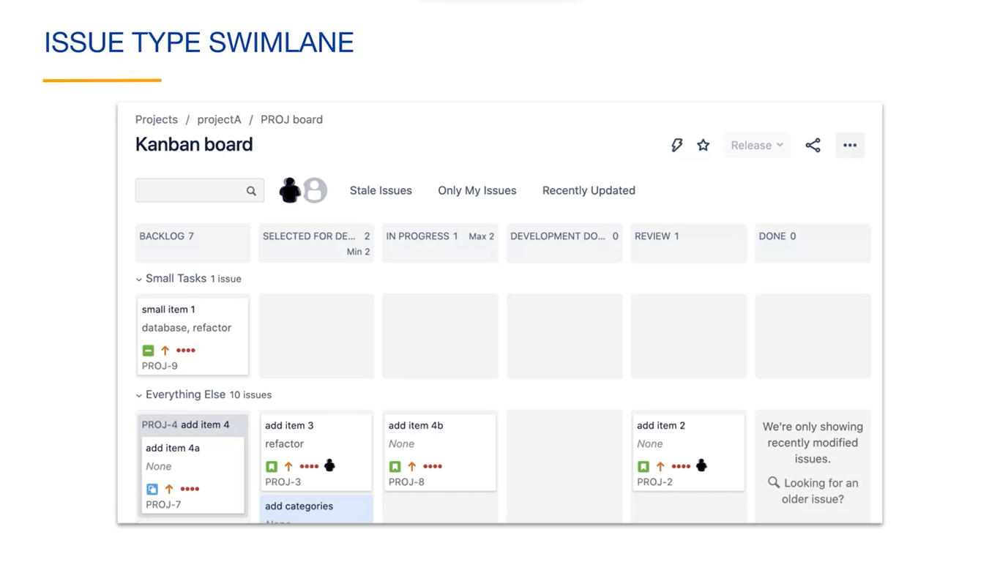 ISSUE TYPE SWIMLANE
Projects / projectA / PROJ board
Kanban board
Release
Stale Issues
Only My Issues
Recently Updated
BACKLOG 7
SELECTED FOR DE... 2
Min 2
IN PROGRESS 1 Max 2
DEVELOPMENT DO... 0
REVIEW 1
DONE 0
Small Tasks 1 issue
small item 1
database, refactor
PROJ-9
Everything Else 10 issues
PROJ-4 add item 4
add item 4a
None
PROJ-7
add item 3
refactor
PROJ-3
add categories
add item 4b
None
PROJ-8
add item 2
None
PROJ-2
We're only showing
recently modified
issues.
Looking for an
older issue?